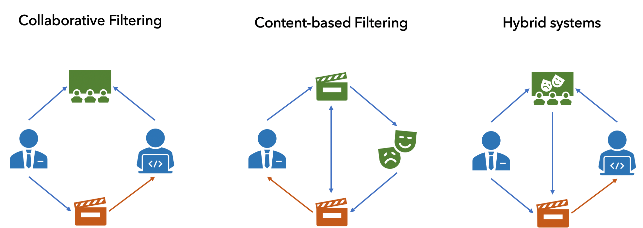 Collaborative Filtering
Content-based Filtering
Hybrid systems